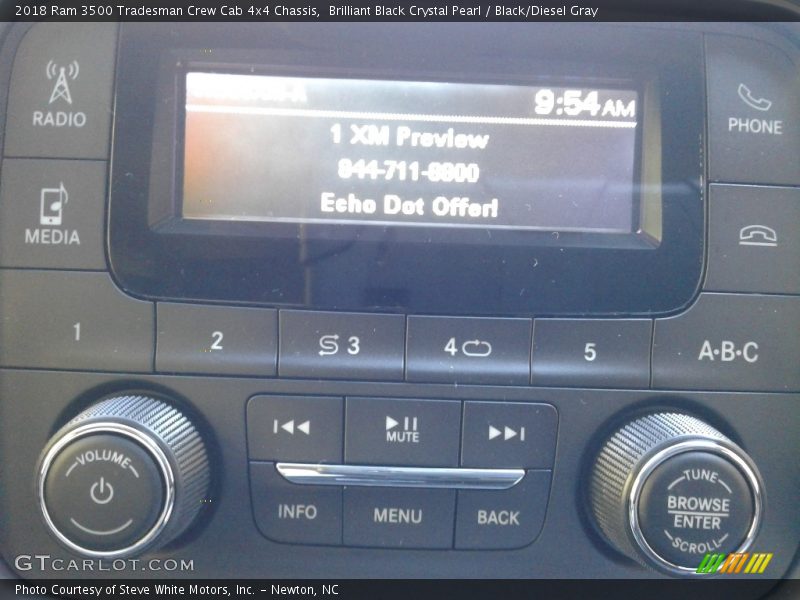 2018 Ram 3500 Tradesman Crew Cab 4x4 Chassis,  Brilliant Black Crystal Pearl / Black/Diesel Gray
RADIO
9:54AM
1 XM Preview
844-711-8800
Echo Dot Offer!
PHONE
MEDIA
1
2
3
4
5
A·B·C
MUTE
VOLUME
INFO
MENU
BACK
TUNE
BROWSE
ENTER
SCROLL
GTCARLOT.COM
Photo Courtesy of Steve White Motors, Inc. – Newton, NC